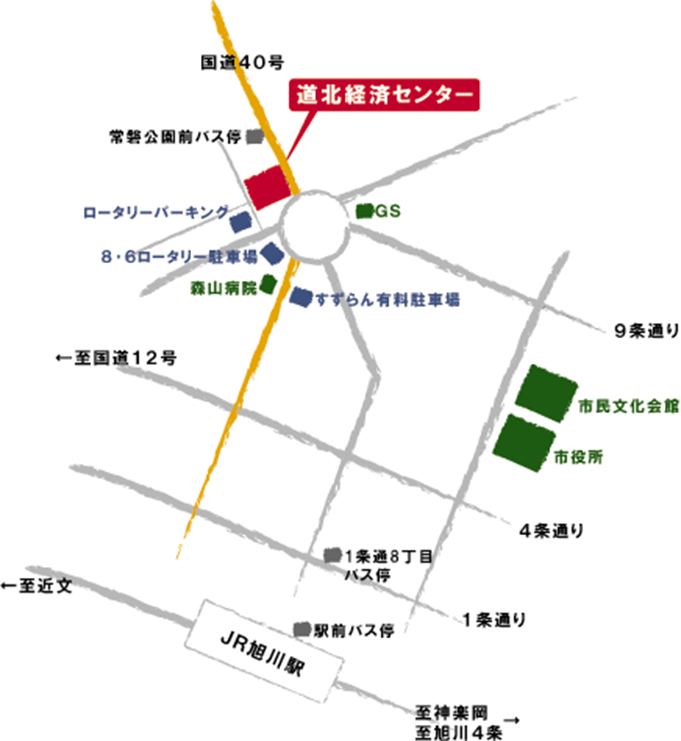 国道40号
道北経済センター
常磐公園前バス停
ロータリーパーキング
GS
8・6ロータリー駐車場
森山病院
すずらん有料駐車場
9条通り
←至国道12号
市民文化会館
市役所
4条通り
1条通8丁目
バス停
←至近文
1条通り
駅前バス停
JR旭川駅
至神楽岡
至旭川4条 →